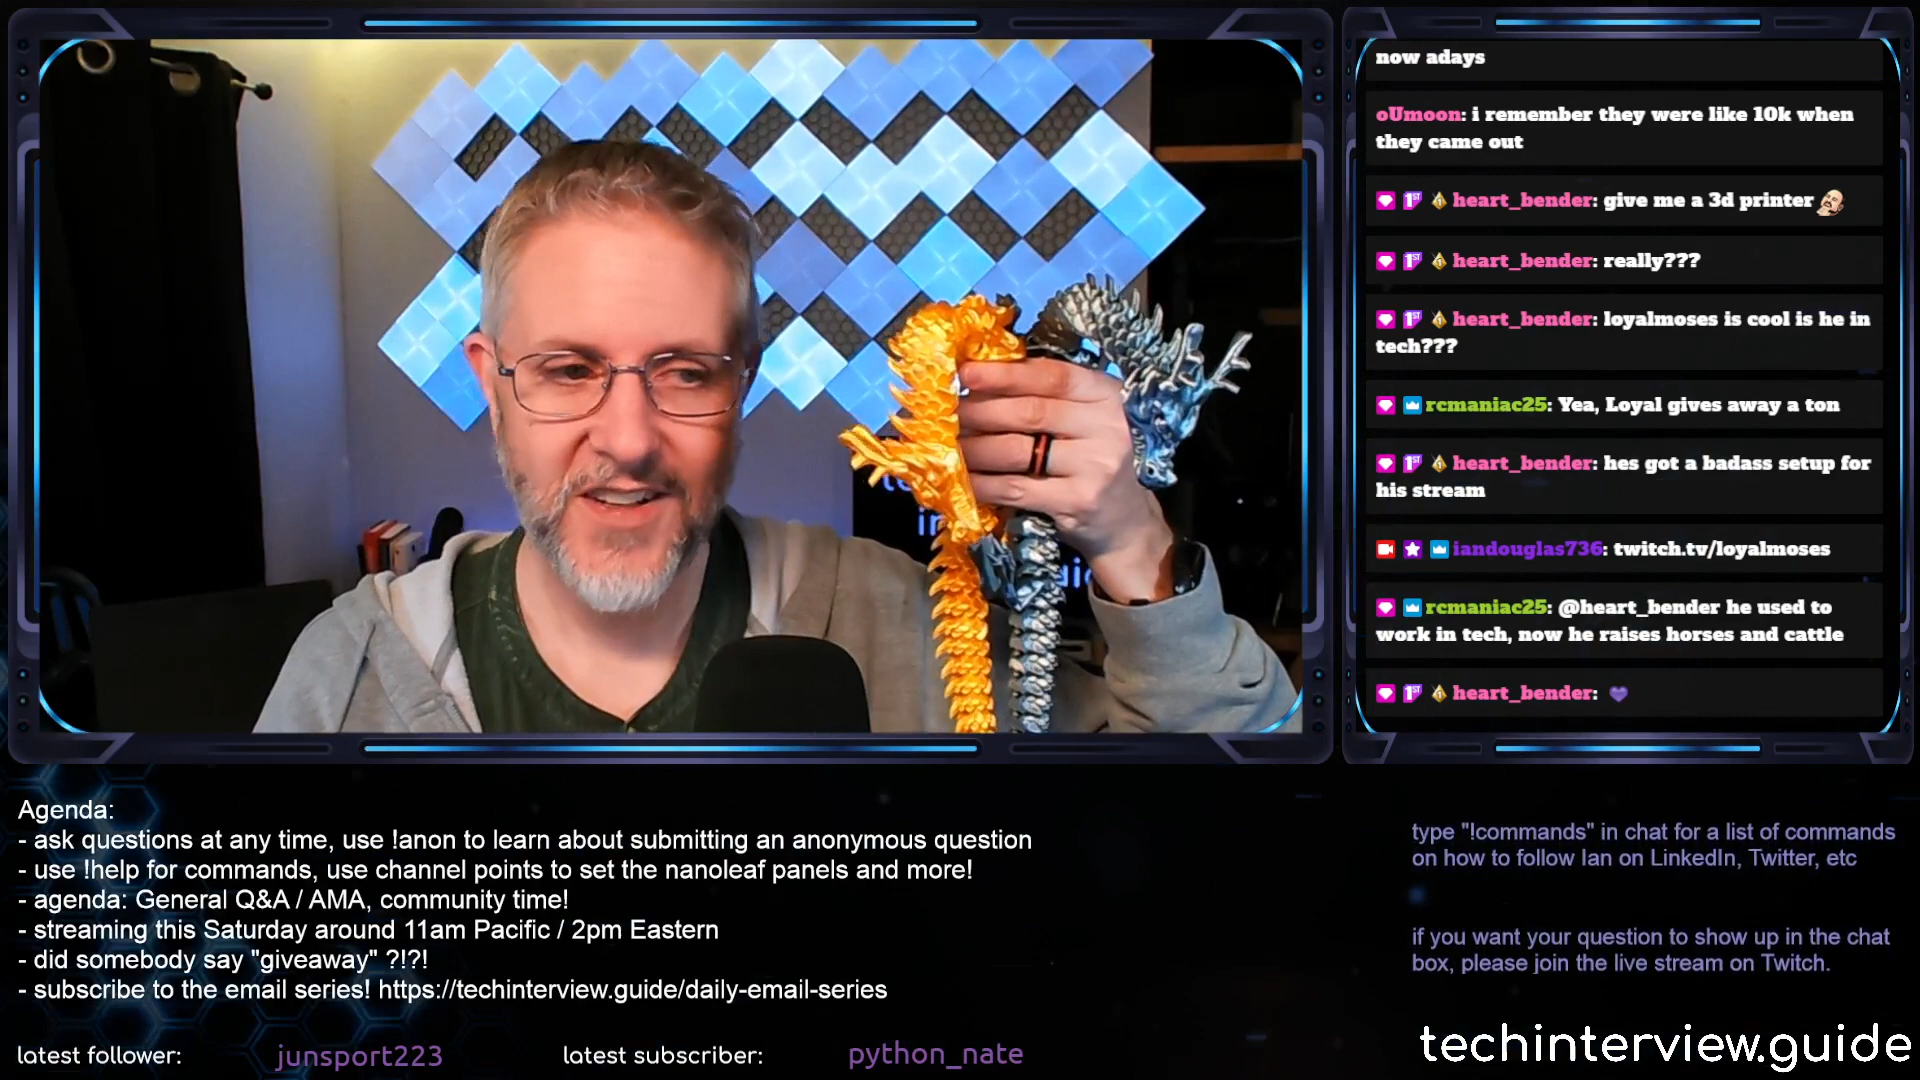 now adays
oUmoon: i remember they were like 10k when
they came out
heart_bender: give me a 3d printer
heart_bender: really???
heart_bender: loyalmoses is cool is he in
tech???
rcmaniac25: Yea, Loyal gives away a ton
heart_bender: hes got a badass setup for
his stream
iandouglas736: twitch.tv/loyalmoses
rcmaniac25: @heart_bender he used to
work in tech, now he raises horses and cattle
heart_bender:
Agenda:
- ask questions at any time, use !anon to learn about submitting an anonymous question
- use !help for commands, use channel points to set the nanoleaf panels and more!
- agenda: General Q&A / AMA, community time!
- streaming this Saturday around 11am Pacific / 2pm Eastern
- did somebody say "giveaway" ?!?!
- subscribe to the email series! https://techinterview.guide/daily-email-series
type "!commands" in chat for a list of commands
on how to follow Ian on LinkedIn, Twitter, etc
if you want your question to show up in the chat
box, please join the live stream on Twitch.
latest follower: junsport223
latest subscriber: python_nate
techinterview.guide